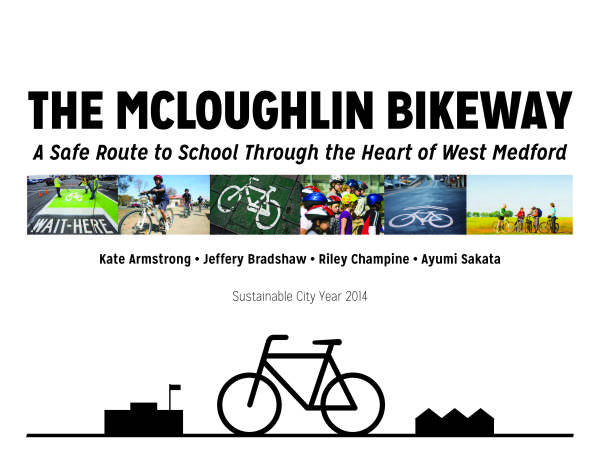 THE MCLOUGHLIN BIKEWAY
A Safe Route to School Through the Heart of West Medford
WAIT-HERE
Kate Armstrong • Jeffery Bradshaw • Riley Champine • Ayumi Sakata
Sustainable City Year 2014